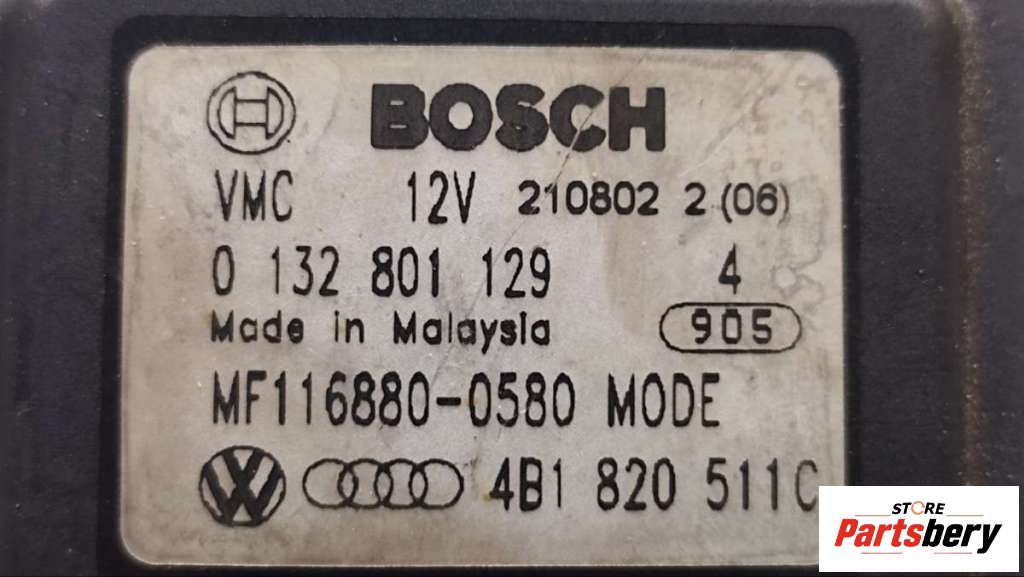 BOSCH
VMC 12V 210802 2 (06)
0 132 801 129 4
Made in Malaysia 905
MF116880-0580 MODE
VW 4B1 820 511C
STORE
Partsbery